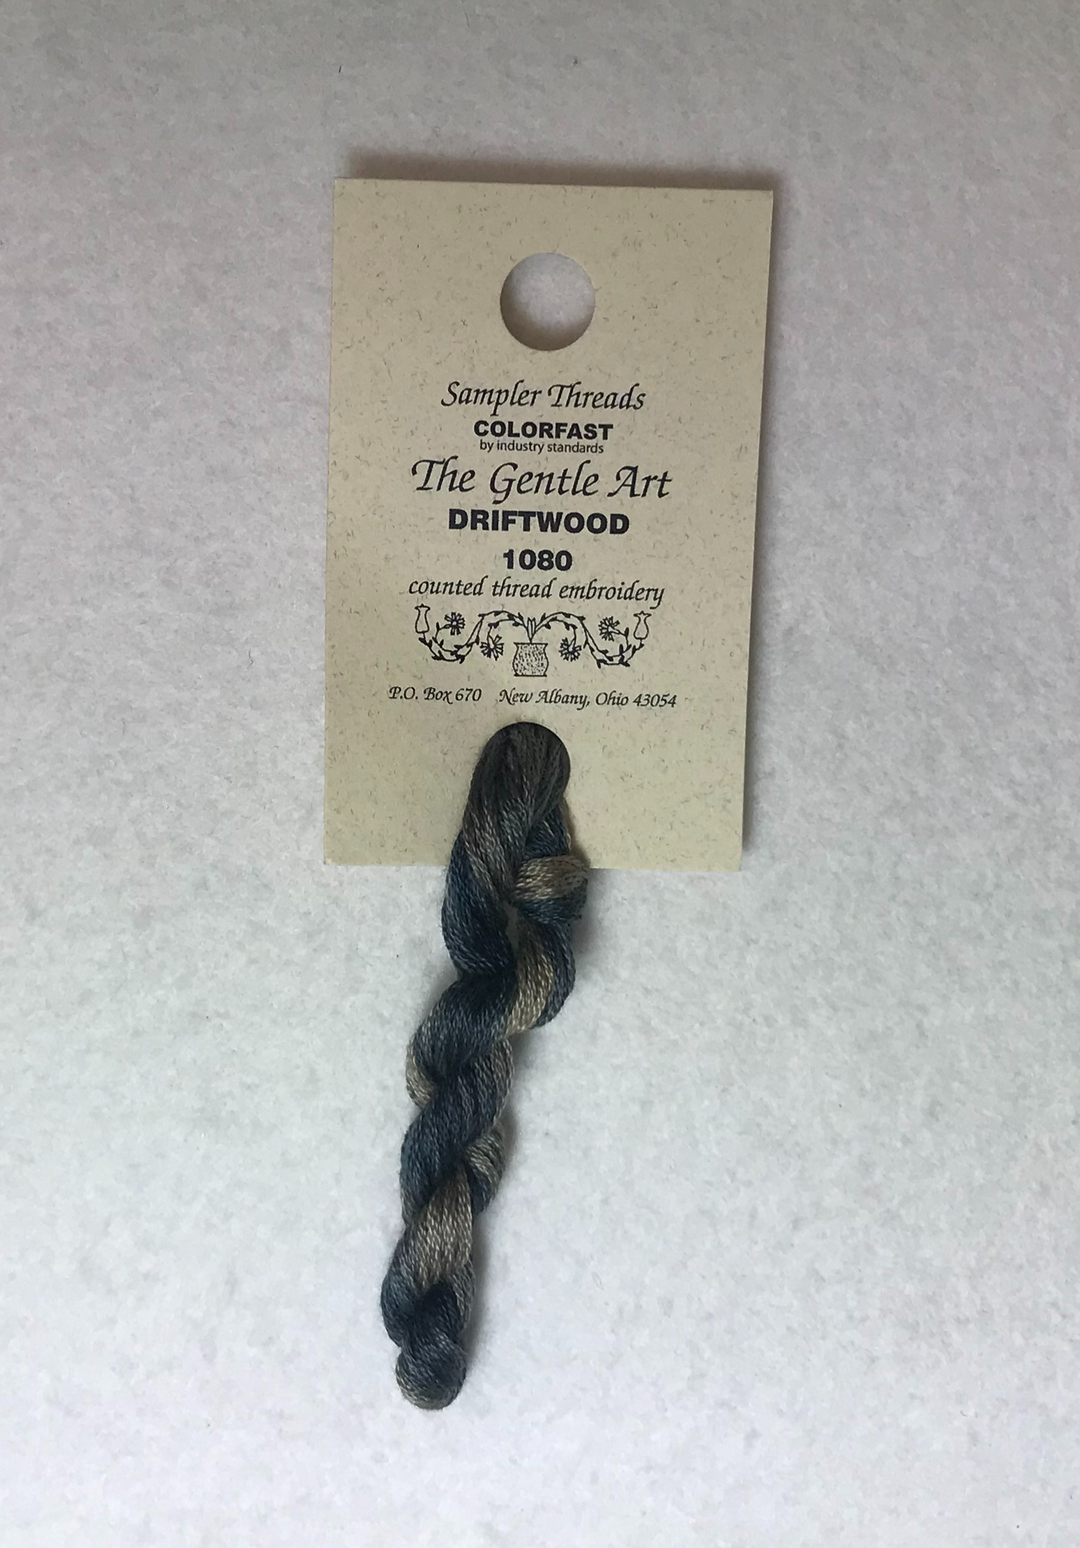 Sampler Threads
COLORFAST
by industry standards
The Gentle Art
DRIFTWOOD
1080
counted thread embroidery
P.O. Box 670 New Albany, Ohio 43054